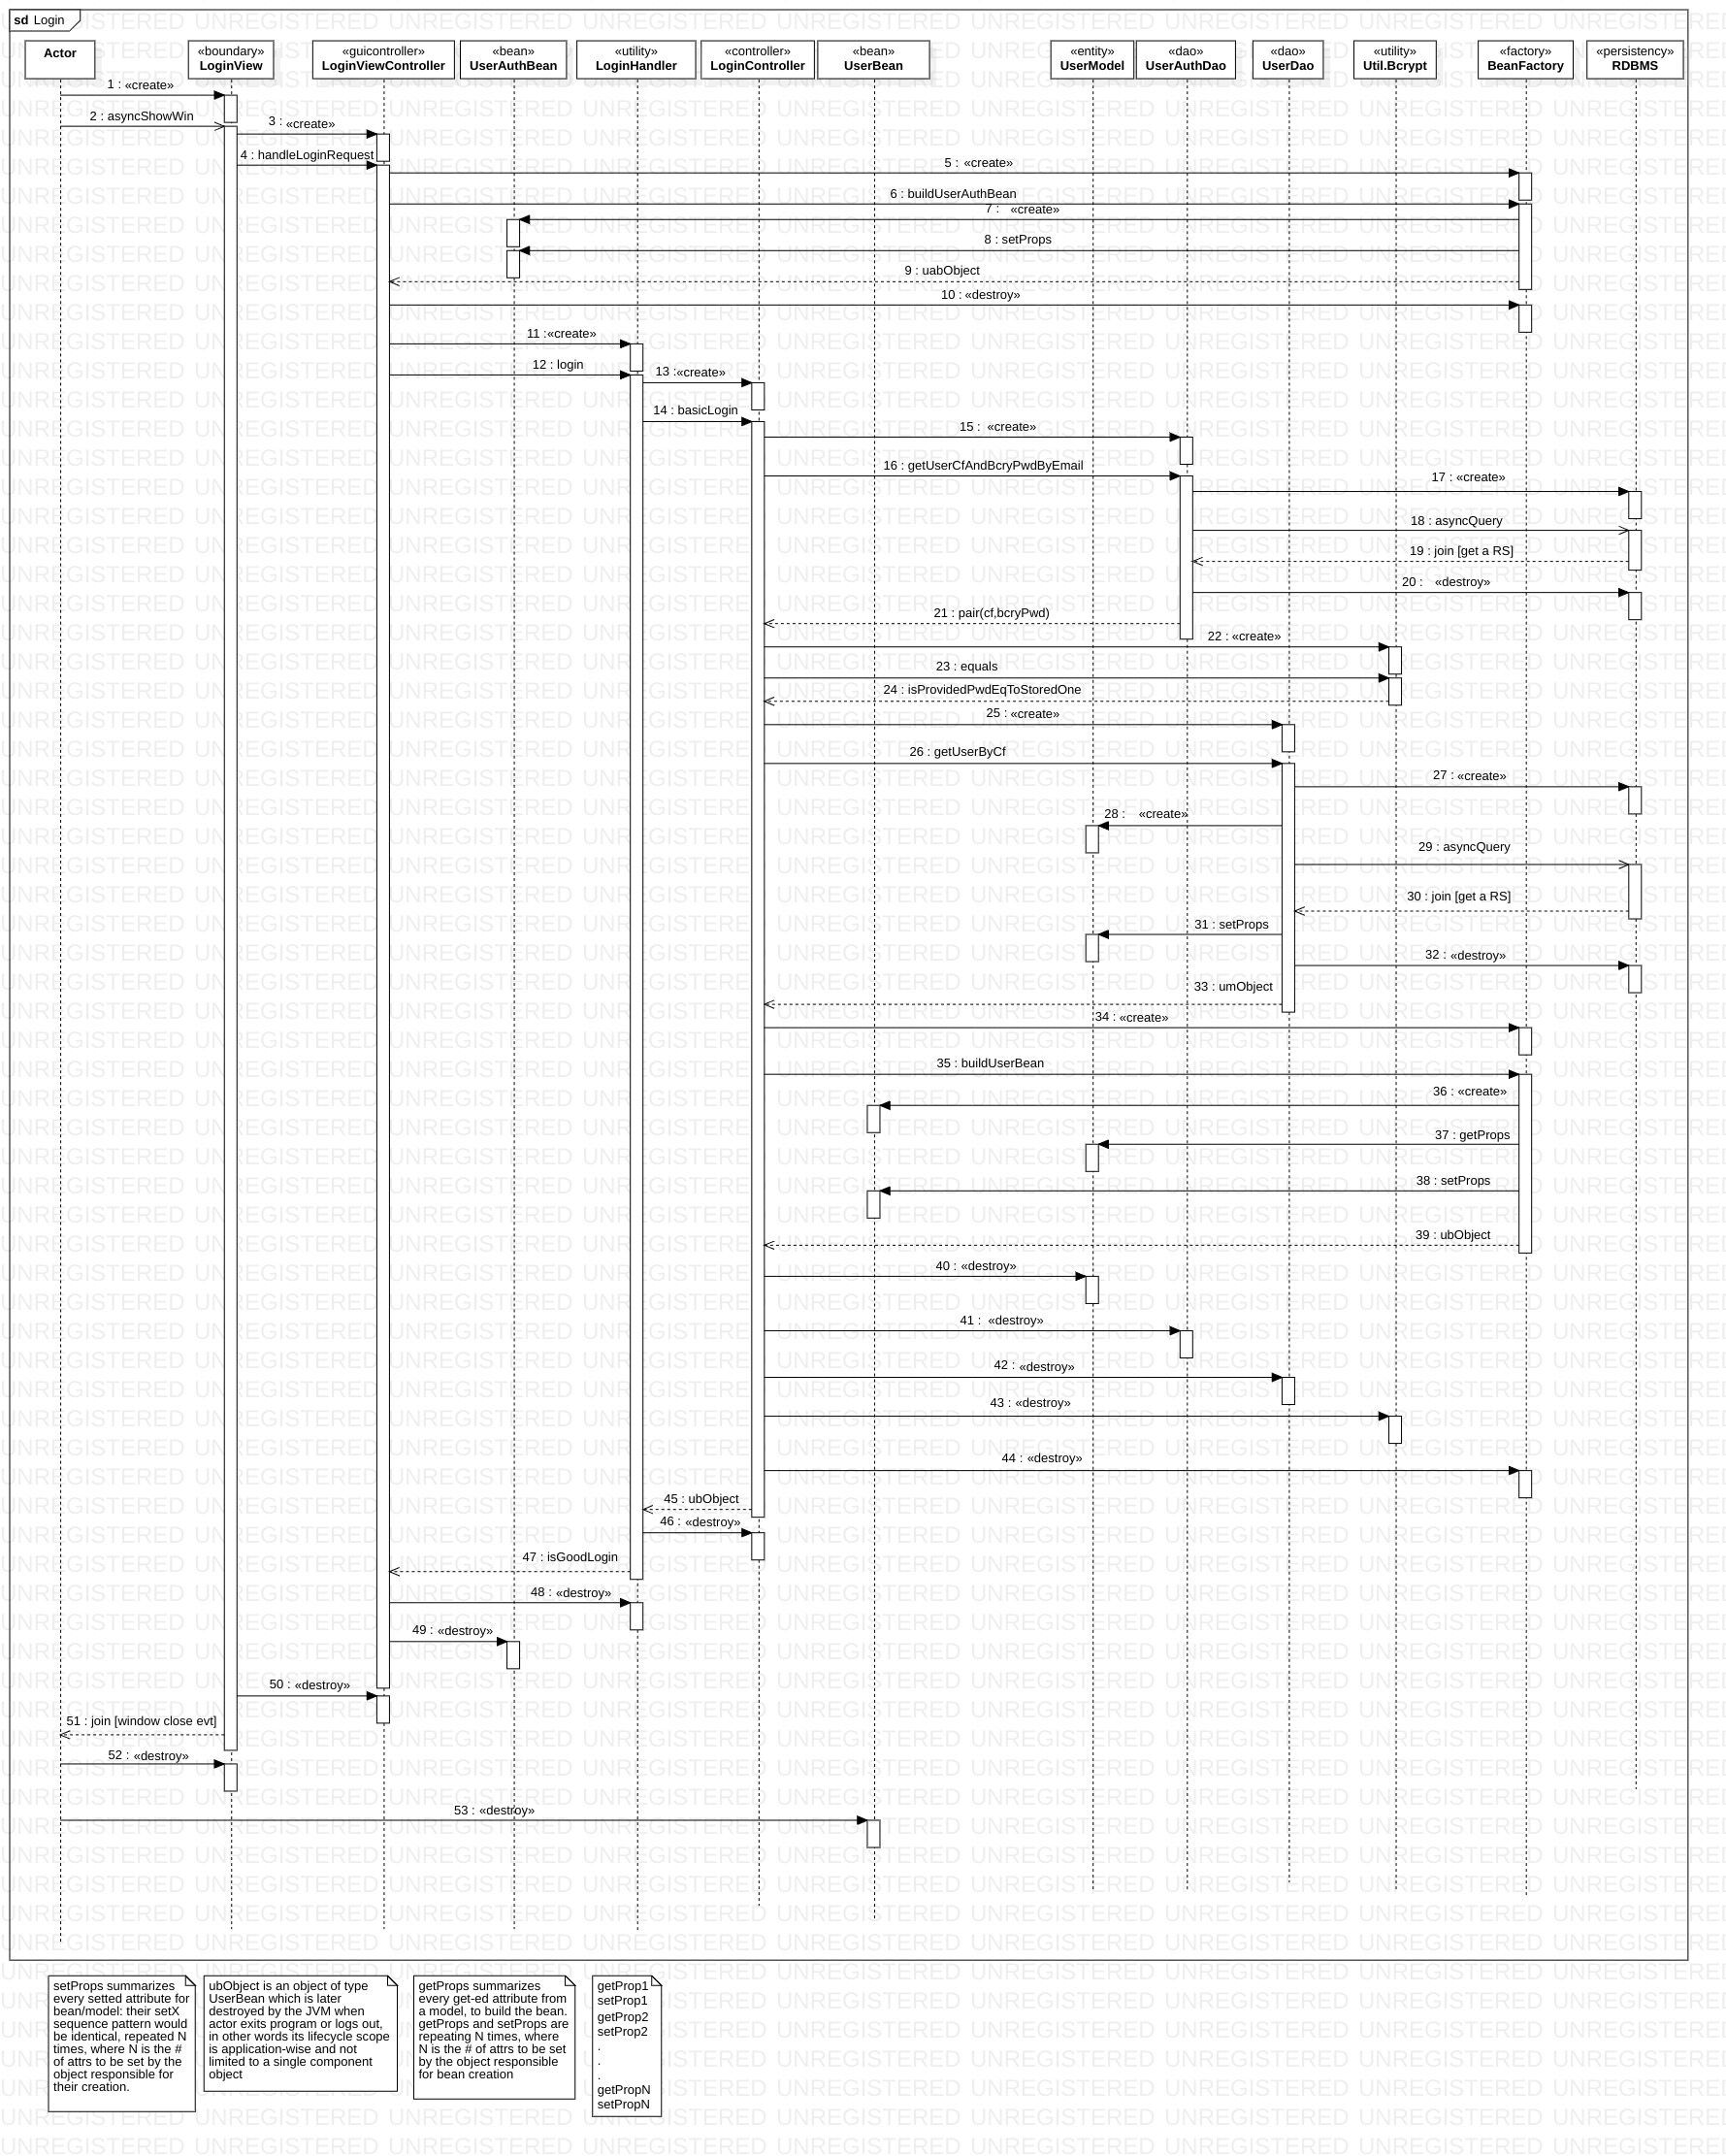 sd Login
Actor
«boundary»
LoginView
«guicontroller»
LoginViewController
«bean»
UserAuthBean
«utility»
LoginHandler
«controller»
LoginController
«bean»
UserBean
«entity»
UserModel
«dao»
UserAuthDao
«dao»
UserDao
«utility»
Util.Bcrypt
«factory»
BeanFactory
«persistency»
RDBMS
1 : «create»
2 : asyncShowWin
3 : «create»
4 : handleLoginRequest
5 : «create»
6 : buildUserAuthBean
7 : «create»
8 : setProps
9 : uabObject
10 : «destroy»
11 :«create»
12 : login
13 :«create»
14 : basicLogin
15 : «create»
16 : getUserCfAndBcryPwdByEmail
17 : «create»
18 : asyncQuery
19 : join [get a RS]
20 : «destroy»
21 : pair(cf,bcryPwd)
22 : «create»
23 : equals
24 : isProvidedPwdEqToStoredOne
25 : «create»
26 : getUserByCf
27 : «create»
28 : «create»
29 : asyncQuery
30 : join [get a RS]
31 : setProps
32 : «destroy»
33 : umObject
34 : «create»
35 : buildUserBean
36 : «create»
37 : getProps
38 : setProps
39 : ubObject
40 : «destroy»
41 : «destroy»
42 : «destroy»
43 : «destroy»
44 : «destroy»
45 : ubObject
46 : «destroy»
47 : isGoodLogin
48 : «destroy»
49 : «destroy»
50 : «destroy»
51 : join [window close evt]
52 : «destroy»
53 : «destroy»
setProps summarizes
every setted attribute for
bean/model: their setX
sequence pattern would
be identical, repeated N
times, where N is the #
of attrs to be set by the
object responsible for
their creation.
ubObject is an object of type
UserBean which is later
destroyed by the JVM when
actor exits program or logs out,
in other words its lifecycle scope
is application-wise and not
limited to a single component
object
getProps summarizes
every get-ed attribute from
a model, to build the bean.
getProps and setProps are
repeating N times, where
N is the # of attrs to be set
by the object responsible
for bean creation
getProp1
setProp1
getProp2
setProp2
.
.
.
getPropN
setPropN
UNREGISTERED